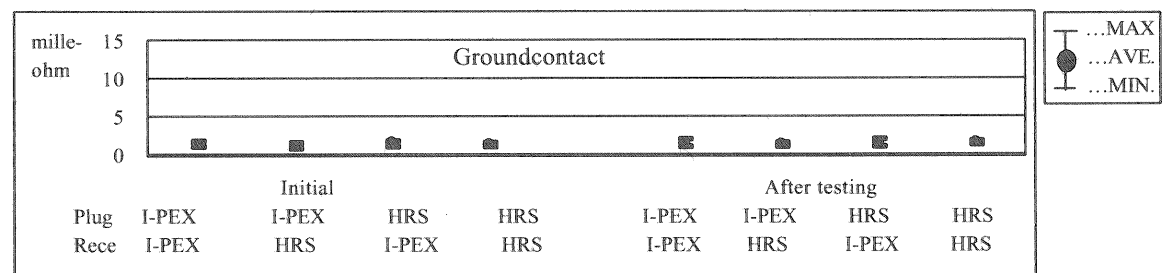 mille-
ohm
15
10
5
0
Groundcontact
…MAX
…AVE.
…MIN.
Initial After testing
Plug I-PEX I-PEX HRS HRS I-PEX I-PEX HRS HRS
Rece I-PEX HRS I-PEX HRS I-PEX HRS I-PEX HRS